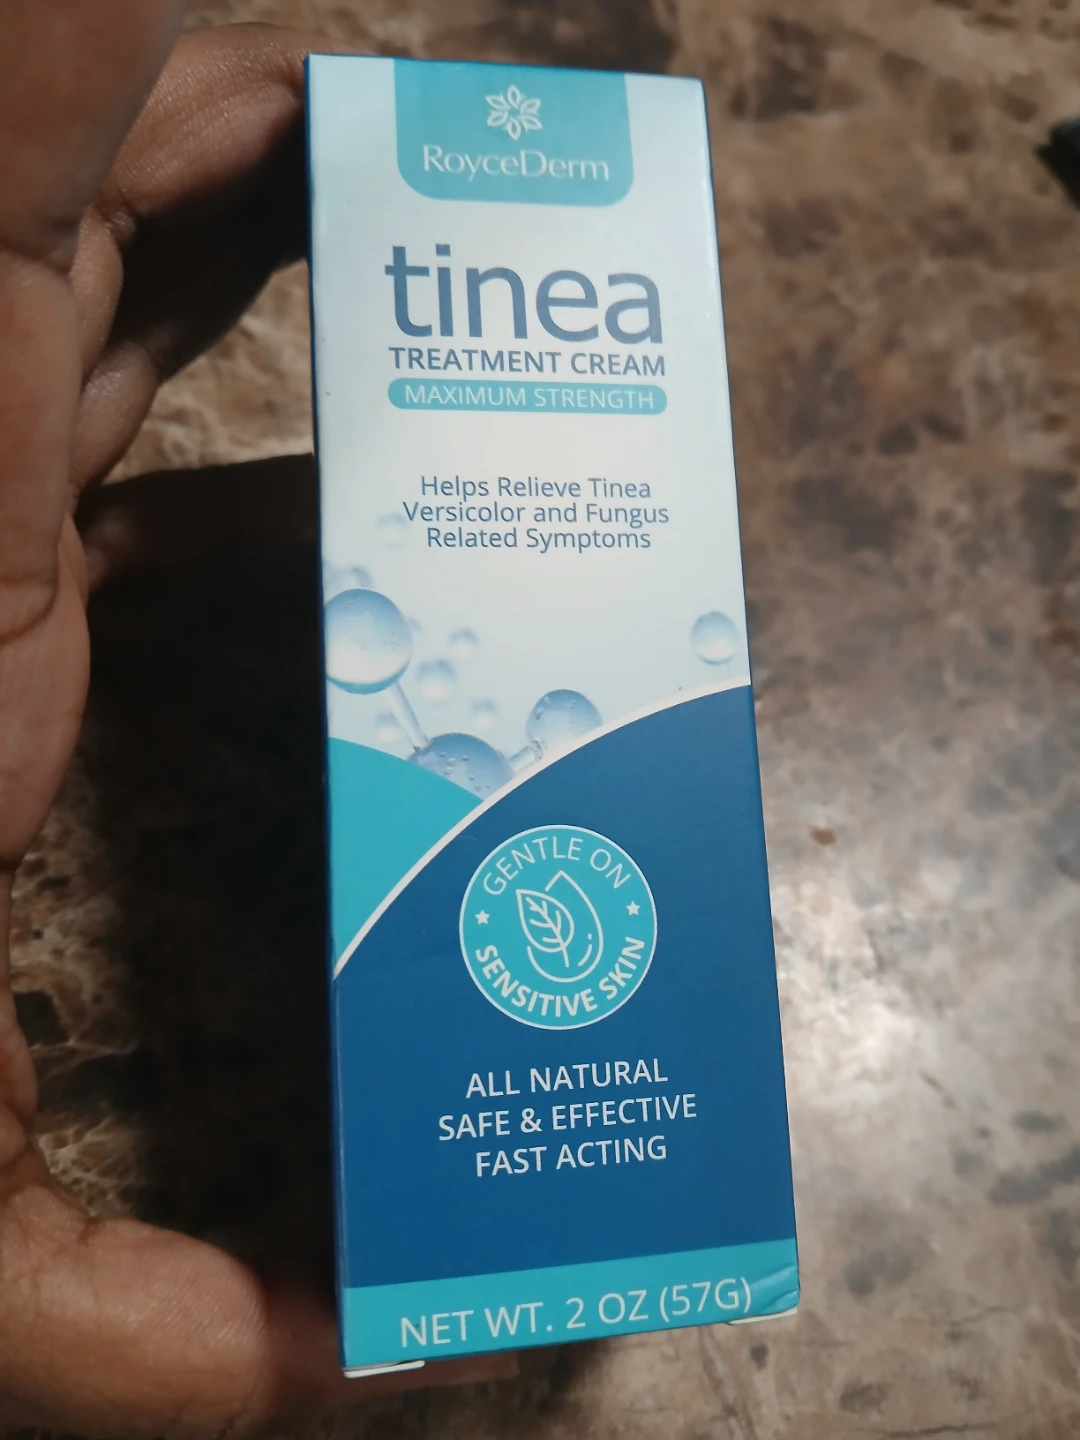 RoyceDerm
tinea
TREATMENT CREAM
MAXIMUM STRENGTH
Helps Relieve Tinea
Versicolor and Fungus
Related Symptoms
GENTLE ON
SENSITIVE SKIN
ALL NATURAL
SAFE & EFFECTIVE
FAST ACTING
NET WT. 2 OZ (57G)